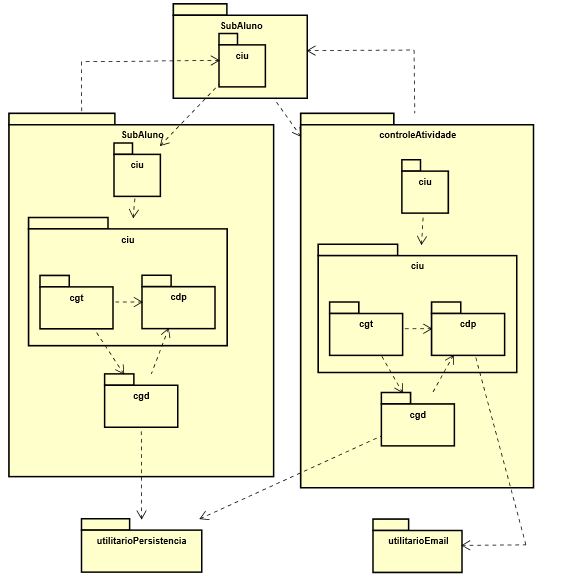 SubAluno
ciu
SubAluno
controleAtividade
ciu
ciu
ciu
ciu
cgt
cdp
cgt
cdp
cgd
cgd
utilitarioPersistencia
utilitarioEmail